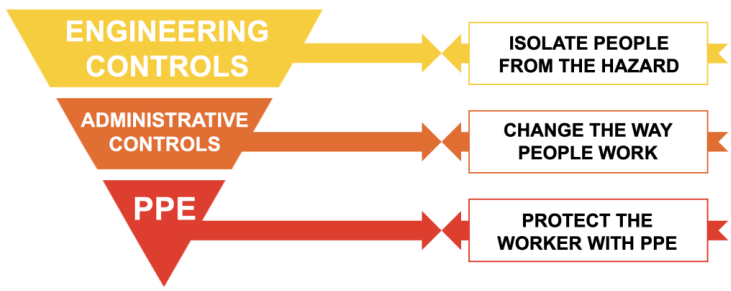 ENGINEERING
CONTROLS
ISOLATE PEOPLE
FROM THE HAZARD
ADMINISTRATIVE
CONTROLS
CHANGE THE WAY
PEOPLE WORK
PPE
PROTECT THE
WORKER WITH PPE